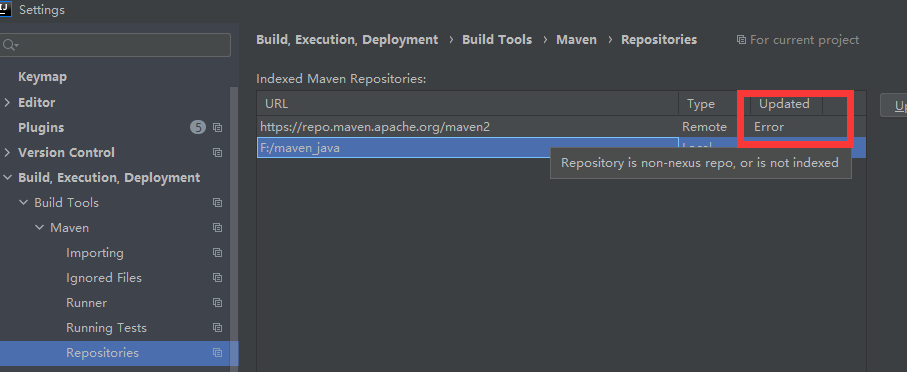 Settings
Build, Execution, Deployment › Build Tools › Maven › Repositories For current project
Keymap
Editor
Plugins 5
Version Control
Build, Execution, Deployment
Build Tools
Maven
Importing
Ignored Files
Runner
Running Tests
Repositories
Indexed Maven Repositories:
URL Type Updated
https://repo.maven.apache.org/maven2 Remote Error
F:/maven_java
Repository is non-nexus repo, or is not indexed